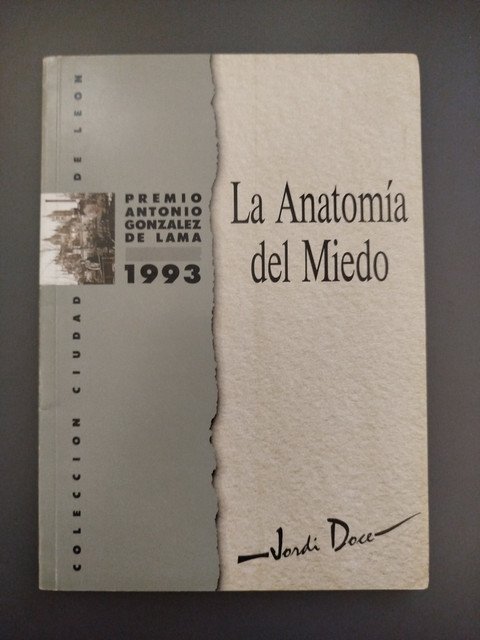 COLECCION CIUDAD DE LEON
PREMIO
ANTONIO
GONZALEZ
DE LAMA
1993
La Anatomía
del Miedo
Jordi Doce